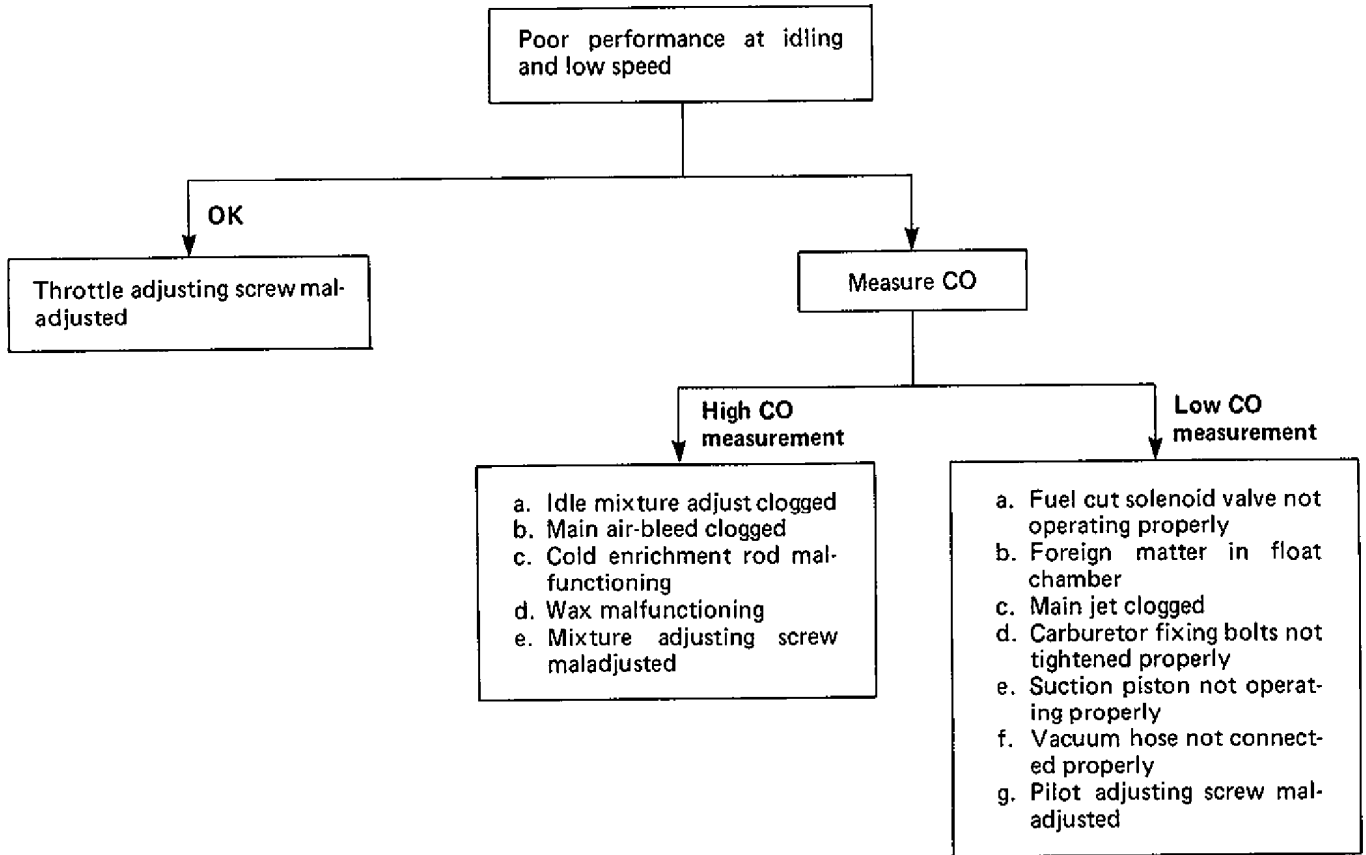 Poor performance at idling
and low speed
OK
Throttle adjusting screw mal-
adjusted
Measure CO
High CO
measurement
a. Idle mixture adjust clogged
b. Main air-bleed clogged
c. Cold enrichment rod mal-
functioning
d. Wax malfunctioning
e. Mixture adjusting screw
maladjusted
Low CO
measurement
a. Fuel cut solenoid valve not
operating properly
b. Foreign matter in float
chamber
c. Main jet clogged
d. Carburetor fixing bolts not
tightened properly
e. Suction piston not operat-
ing properly
f. Vacuum hose not connect-
ed properly
g. Pilot adjusting screw mal-
adjusted